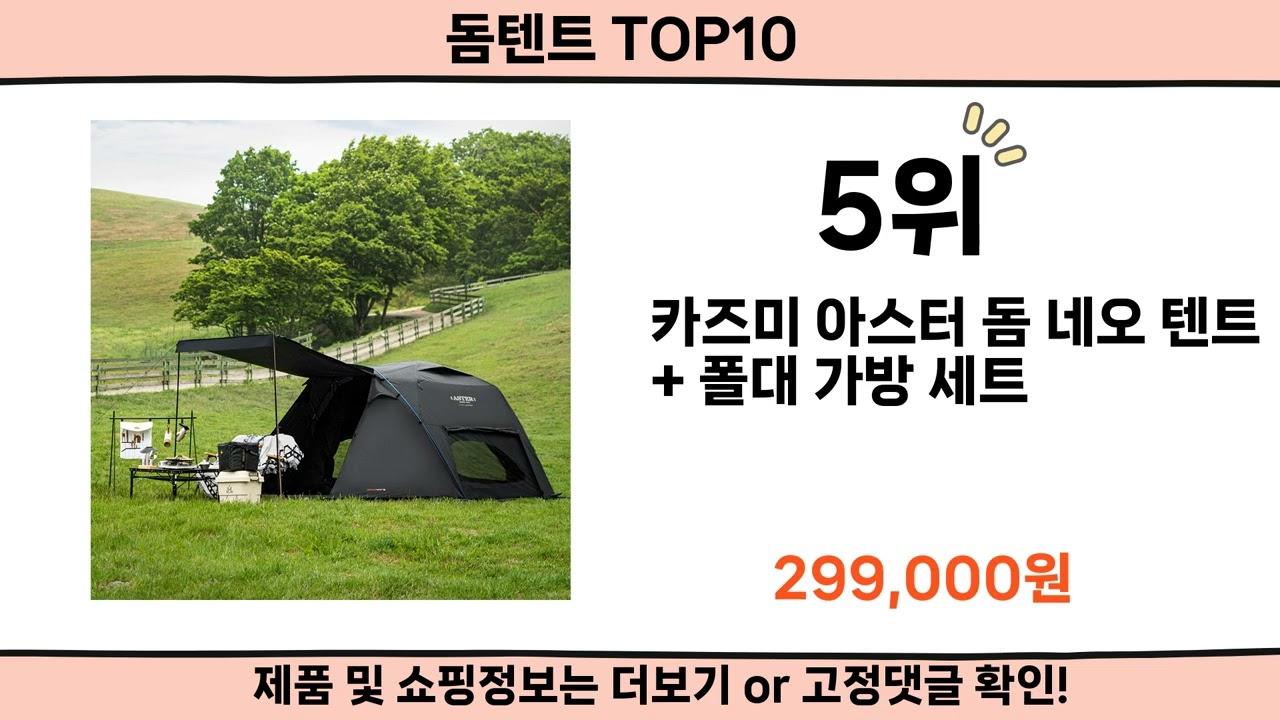 돔텐트 TOP10
5위
카즈미 아스터 돔 네오 텐트
+ 폴대 가방 세트
ASTER
299,000원
제품 및 쇼핑정보는 더보기 or 고정댓글 확인!